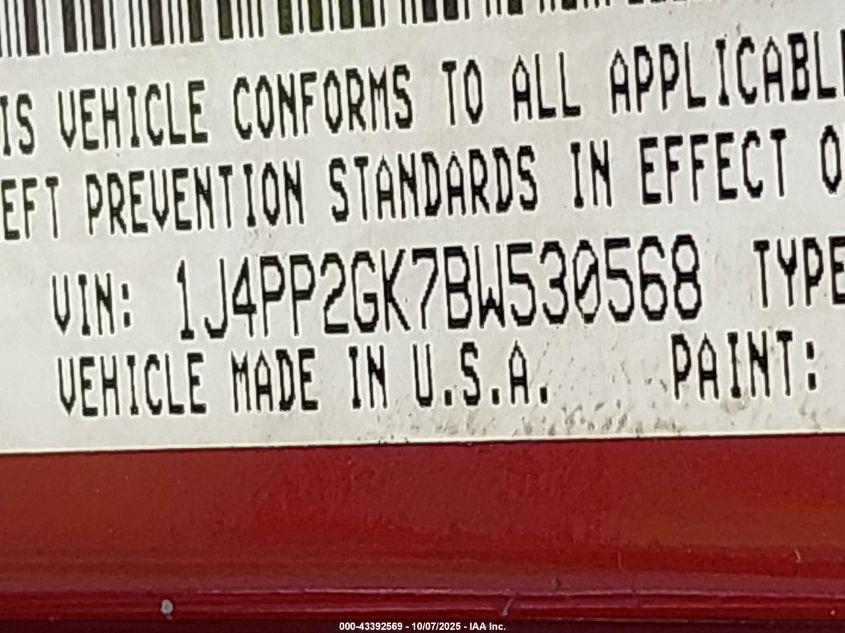 IS VEHICLE CONFORMS TO ALL APPLICABLE
EFT PREVENTION STANDARDS IN EFFECT O
VIN: 1J4PP2GK7BW530568 TYPE
VEHICLE MADE IN U.S.A. PAINT:
000-43392569 - 10/07/2025 - IAA Inc.